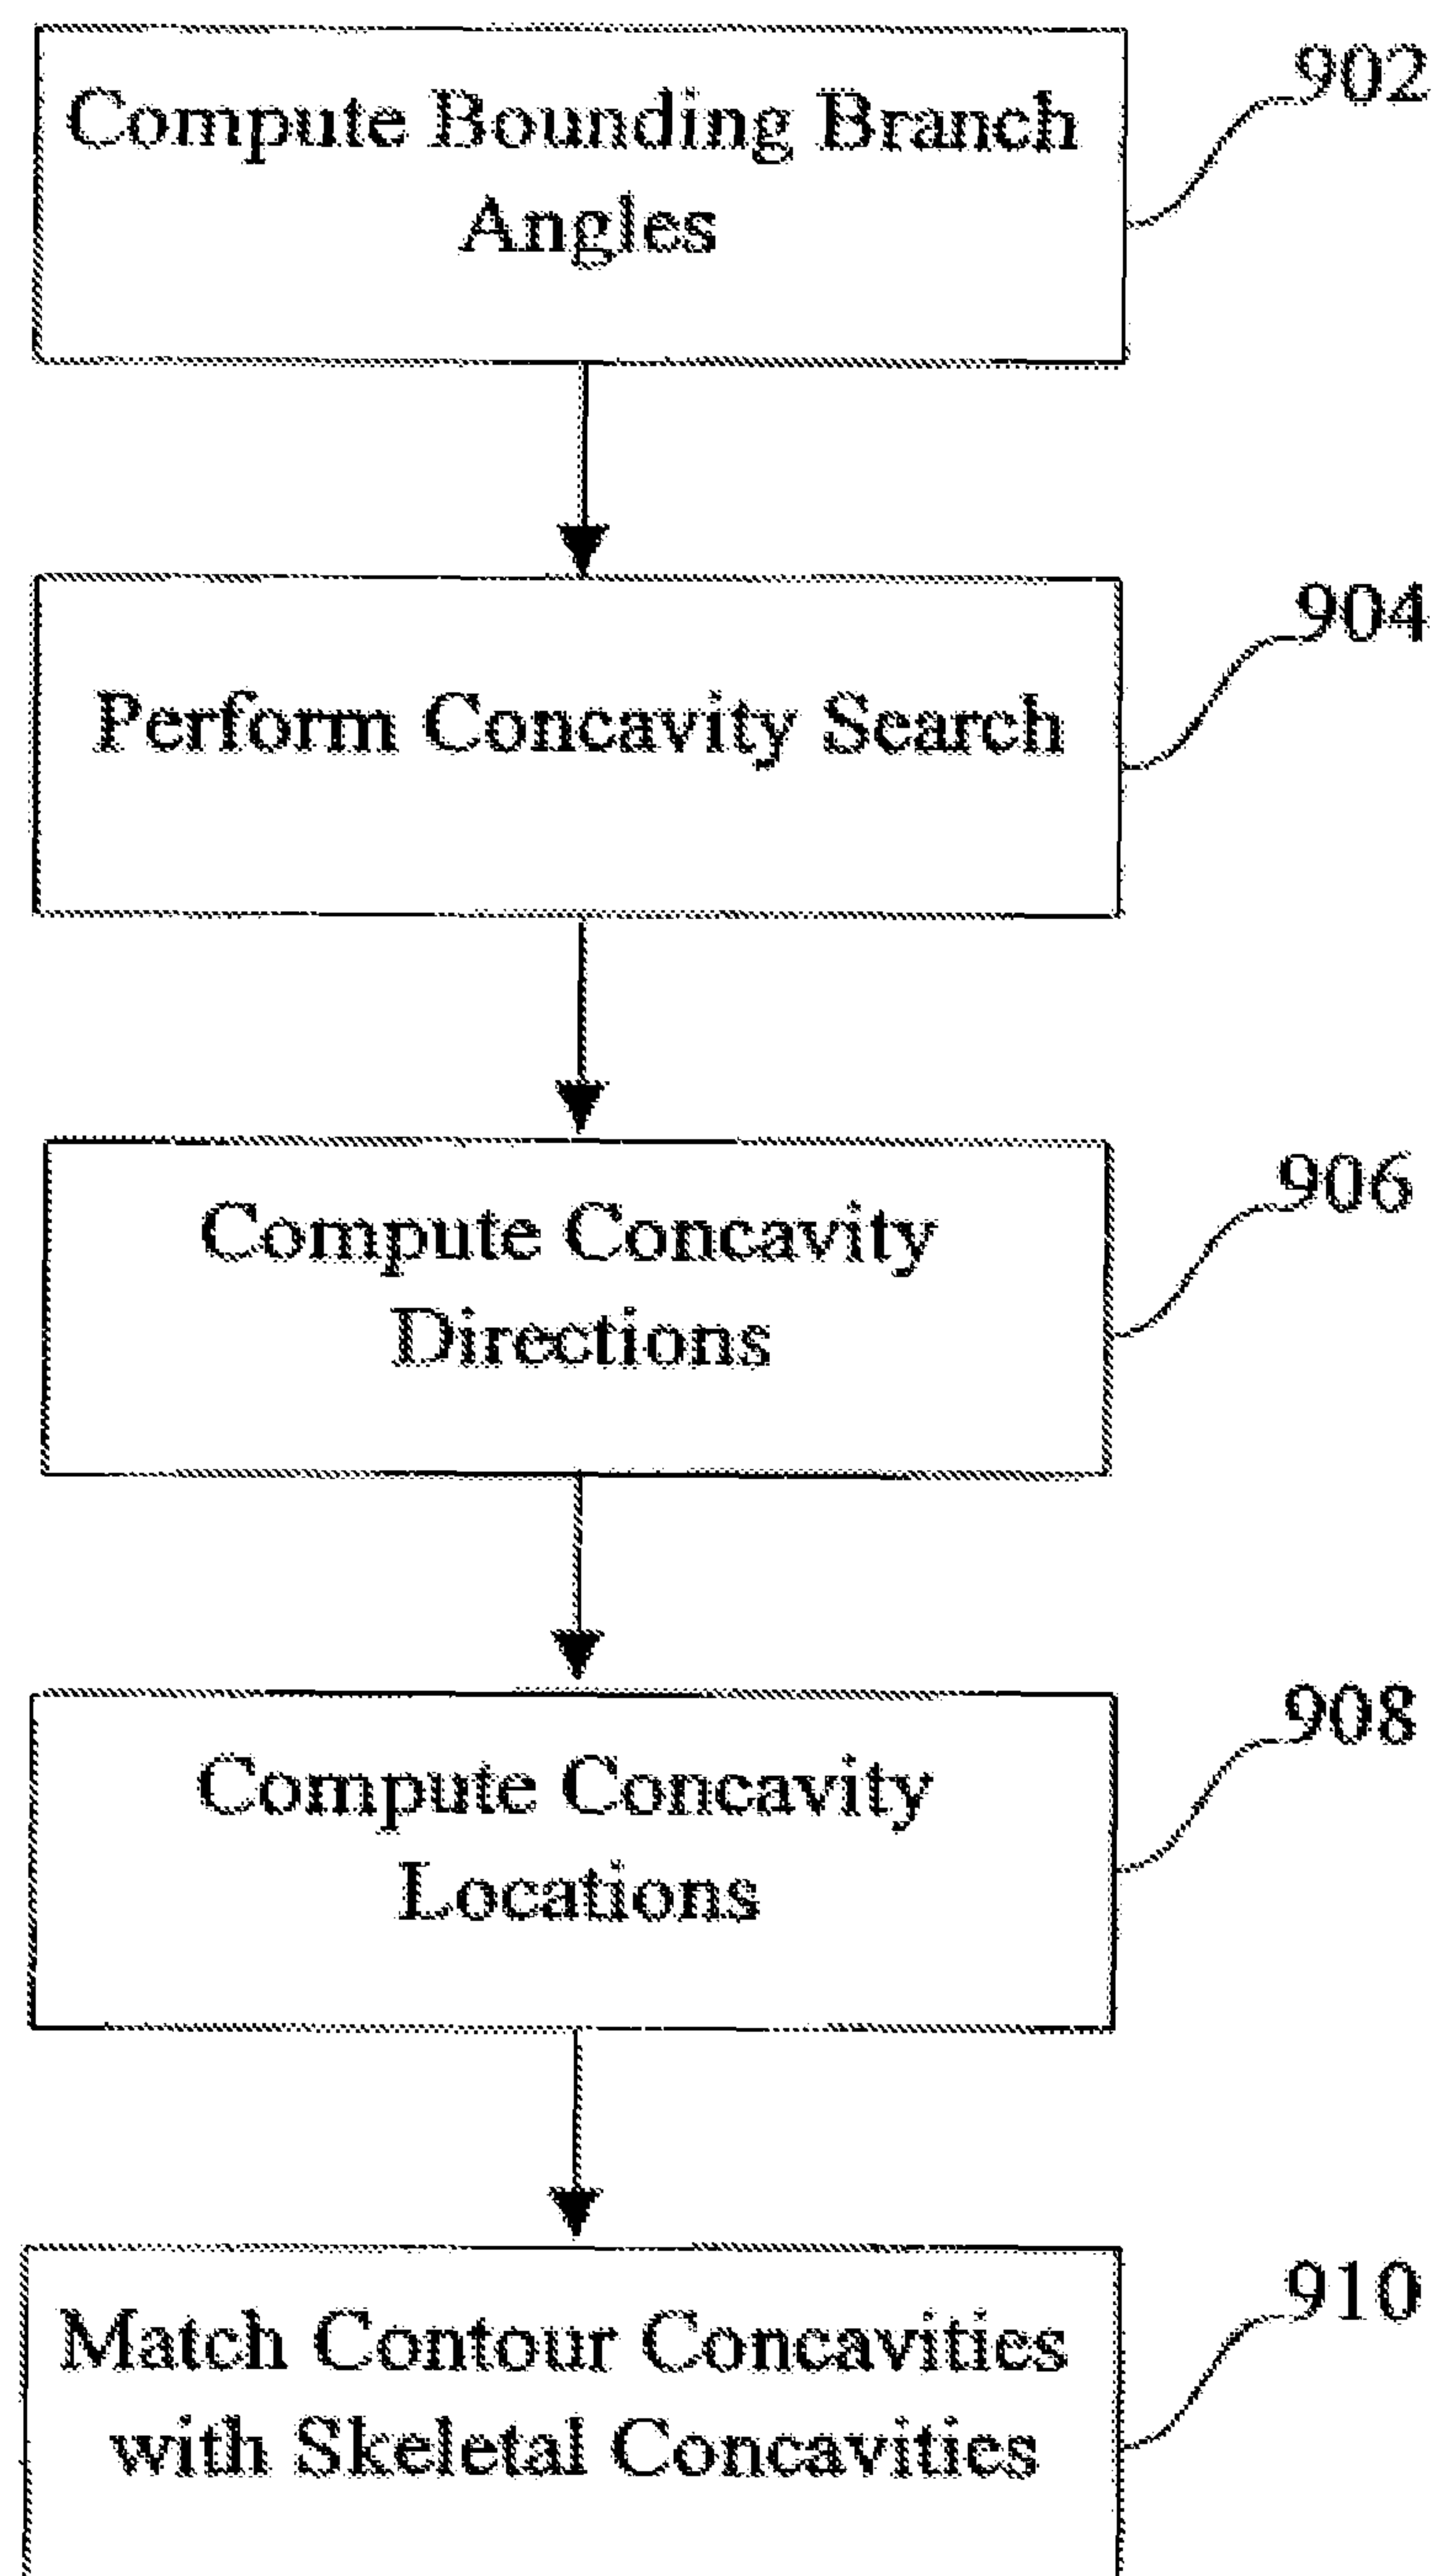 Compute Bounding Branch
Angles
902
Perform Concavity Search
904
Compute Concavity
Directions
906
Compute Concavity
Locations
908
Match Contour Concavities
with Skeletal Concavities
910